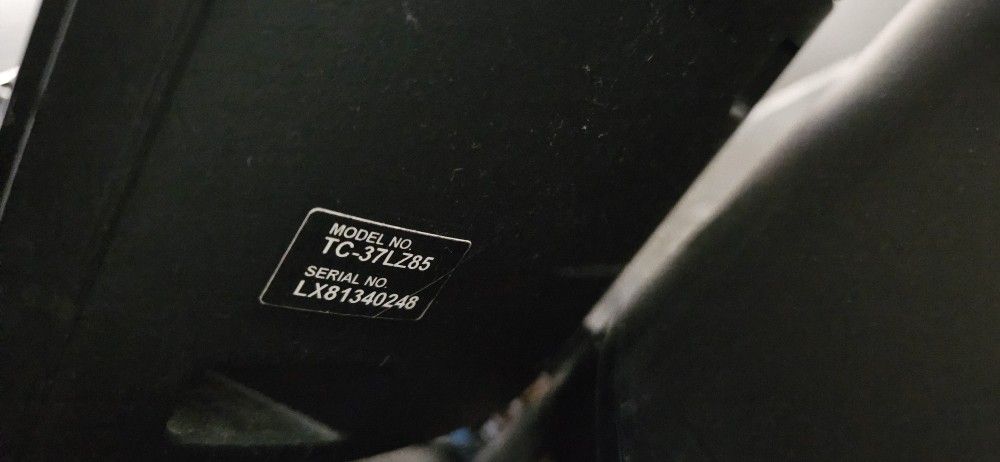 MODEL NO.
TC-37LZ85
SERIAL NO.
LX81340248